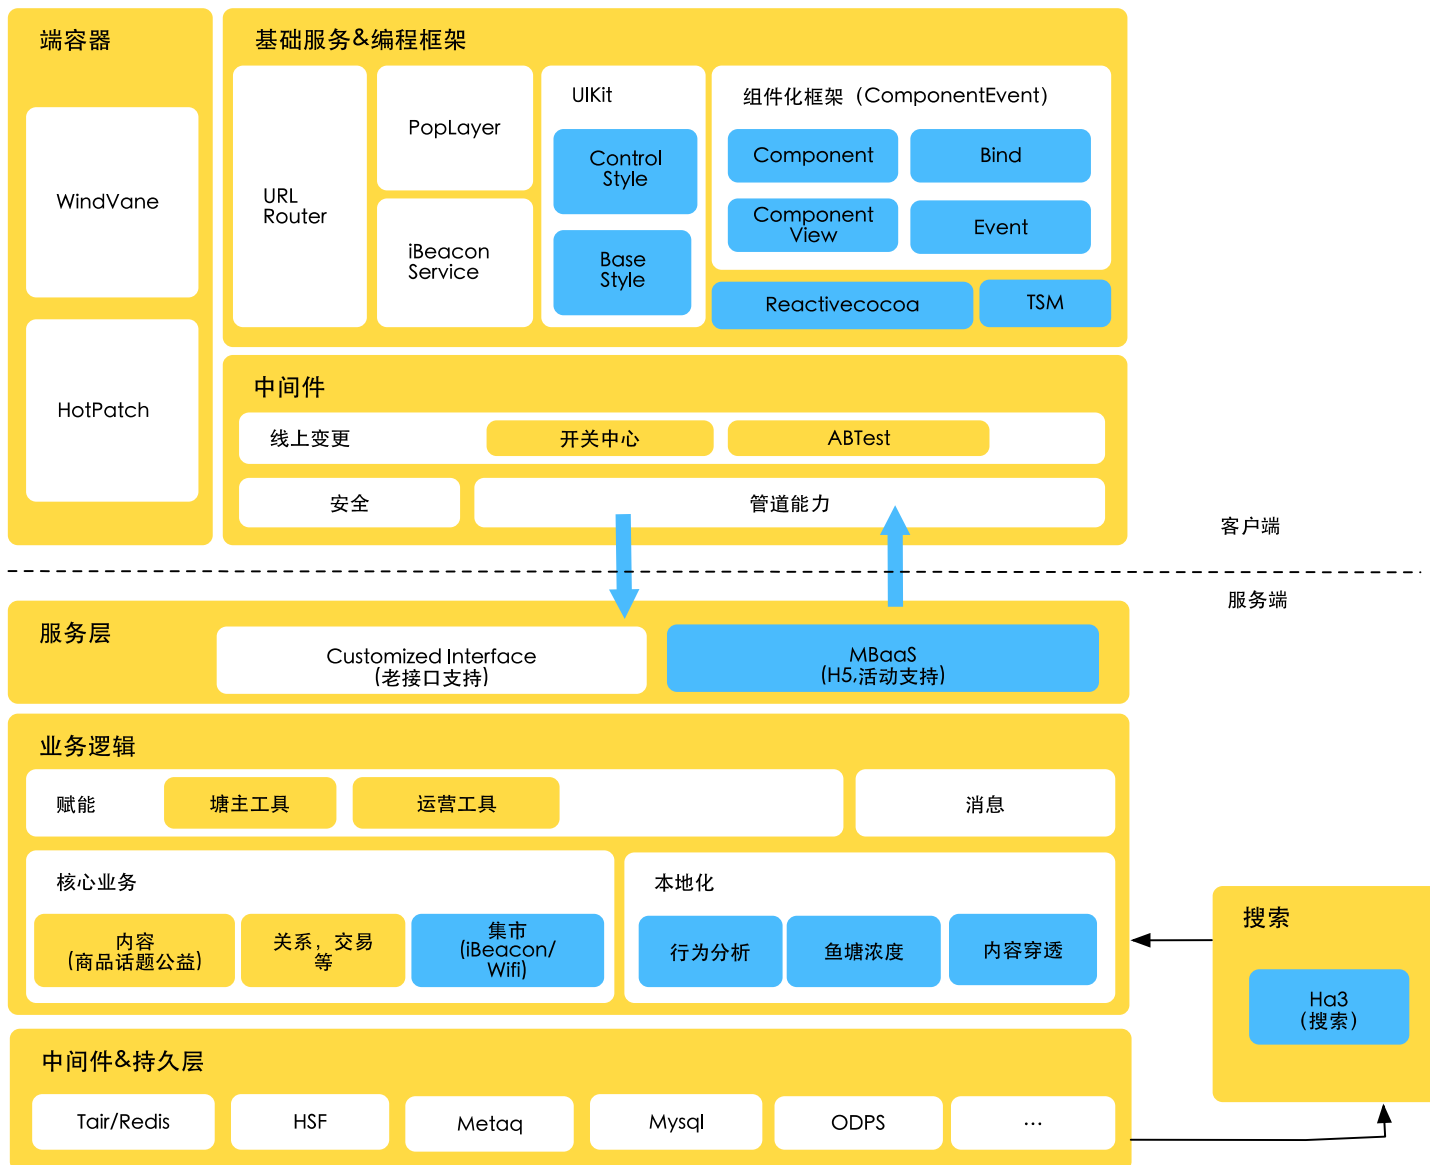 端容器
WindVane
HotPatch
基础服务&编程框架
URL
Router
PopLayer
iBeacon
Service
UIKit
Control
Style
Base
Style
组件化框架（ComponentEvent）
Component
Bind
Component
View
Event
Reactivecocoa
TSM
中间件
线上变更
开关中心
ABTest
安全
管道能力
客户端
服务端
服务层
Customized Interface
(老接口支持)
MBaaS
(H5,活动支持)
业务逻辑
赋能
塘主工具
运营工具
消息
核心业务
内容
(商品话题公益)
关系，交易
等
集市
(iBeacon/
Wifi)
本地化
行为分析
鱼塘浓度
内容穿透
搜索
Ha3
（搜索）
中间件&持久层
Tair/Redis
HSF
Metaq
Mysql
ODPS
...